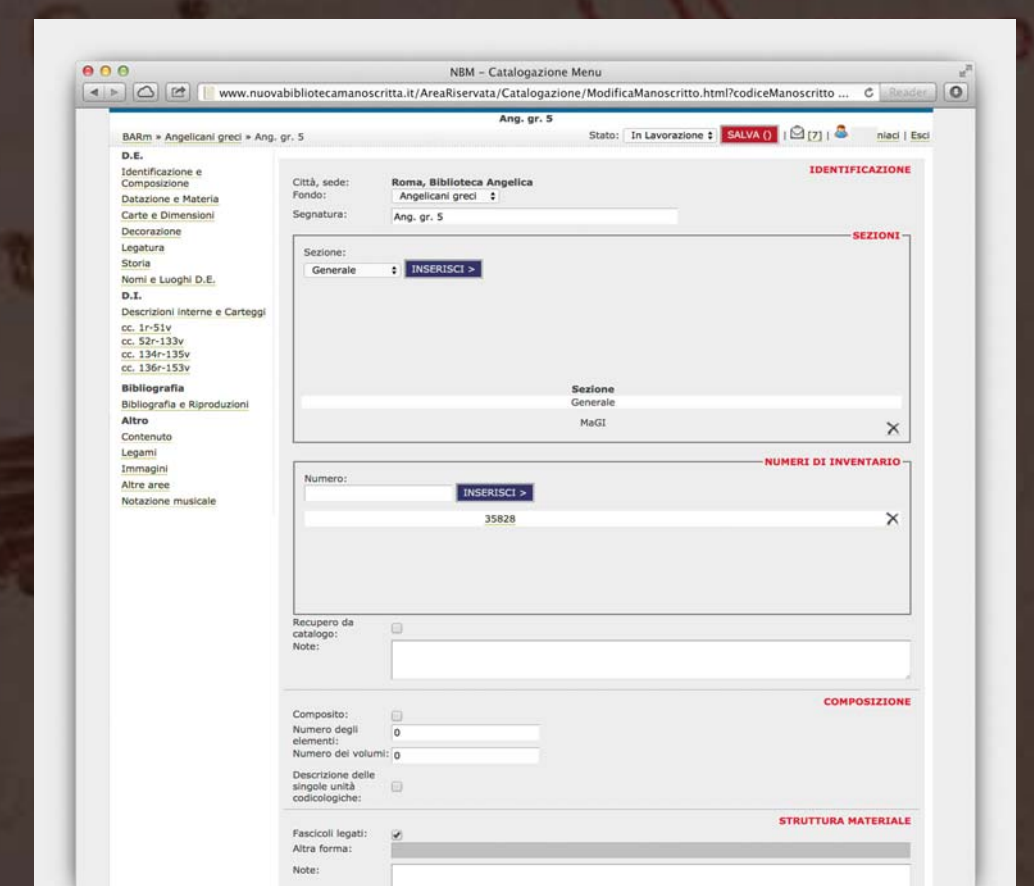 NBM – Catalogazione Menu
www.nuovabibliotecamanoscritta.it/AreaRiservata/Catalogazione/ModificaManoscritto.html?codiceManoscritto ...
Reader
Ang. gr. 5
BARm » Angelicani greci » Ang. gr. 5
Stato: In Lavorazione SALVA () | [7] | niaci | Esci
D.E.
Identificazione e
Composizione
Datazione e Materia
Carte e Dimensioni
Decorazione
Legatura
Storia
Nomi e Luoghi D.E.
D.I.
Descrizioni interne e Carteggi
cc. 1r-51v
cc. 52r-133v
cc. 134r-135v
cc. 136r-153v
Bibliografia
Bibliografia e Riproduzioni
Altro
Contenuto
Legami
Immagini
Altre aree
Notazione musicale
IDENTIFICAZIONE
Città, sede: Roma, Biblioteca Angelica
Fondo: Angelicani greci
Segnatura: Ang. gr. 5
SEZIONI
Sezione:
Generale INSERISCI >
Sezione
Generale
MaGI
NUMERI DI INVENTARIO
Numero:
INSERISCI >
35828
Recupero da
catalogo:
Note:
COMPOSIZIONE
Composito:
Numero degli
elementi: 0
Numero dei volumi: 0
Descrizione delle
singole unità
codicologiche:
STRUTTURA MATERIALE
Fascicoli legati:
Altra forma:
Note: